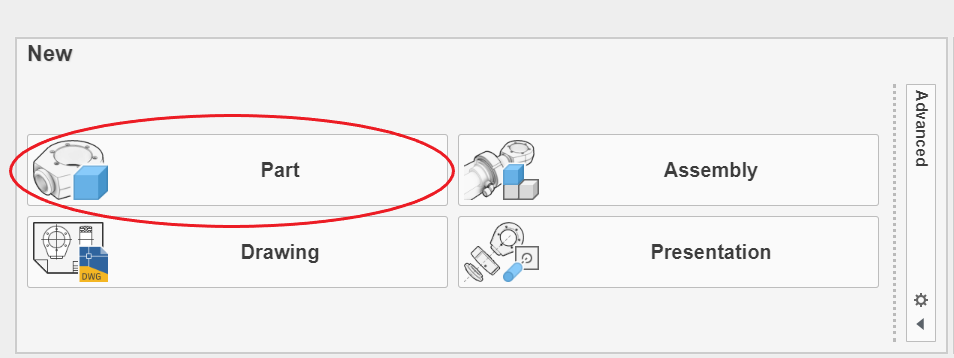 New
Part
Assembly
Drawing
DWG
Presentation
Advanced